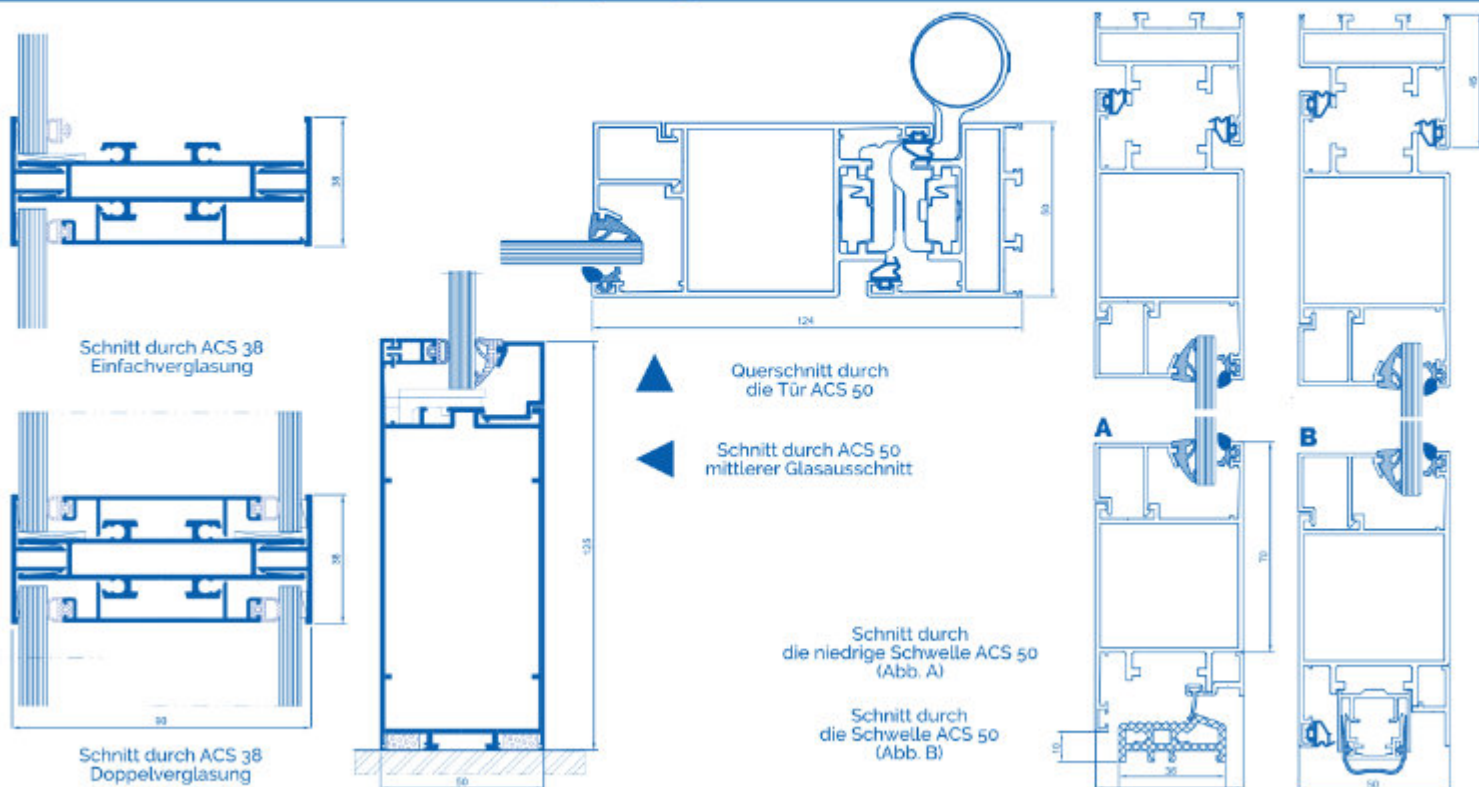 38
Schnitt durch ACS 38
Einfachverglasung
38
Schnitt durch ACS 38
Doppelverglasung
125
50
50
124
Querschnitt durch
die Tür ACS 50
Schnitt durch ACS 50
mittlerer Glasausschnitt
Schnitt durch
die niedrige Schwelle ACS 50
(Abb. A)
Schnitt durch
die Schwelle ACS 50
(Abb. B)
A
70
10
B
45
50